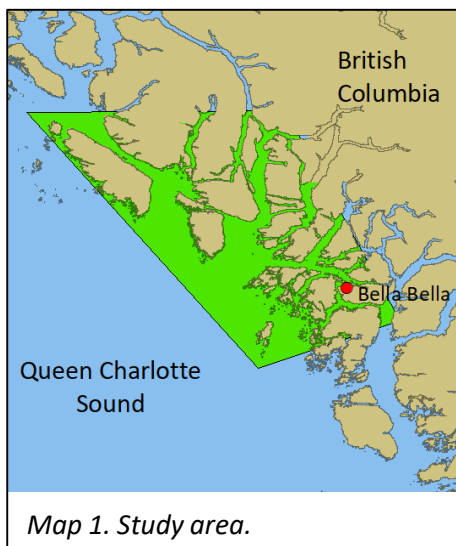 British
Columbia
Bella Bella
Queen Charlotte
Sound
Map 1. Study area.